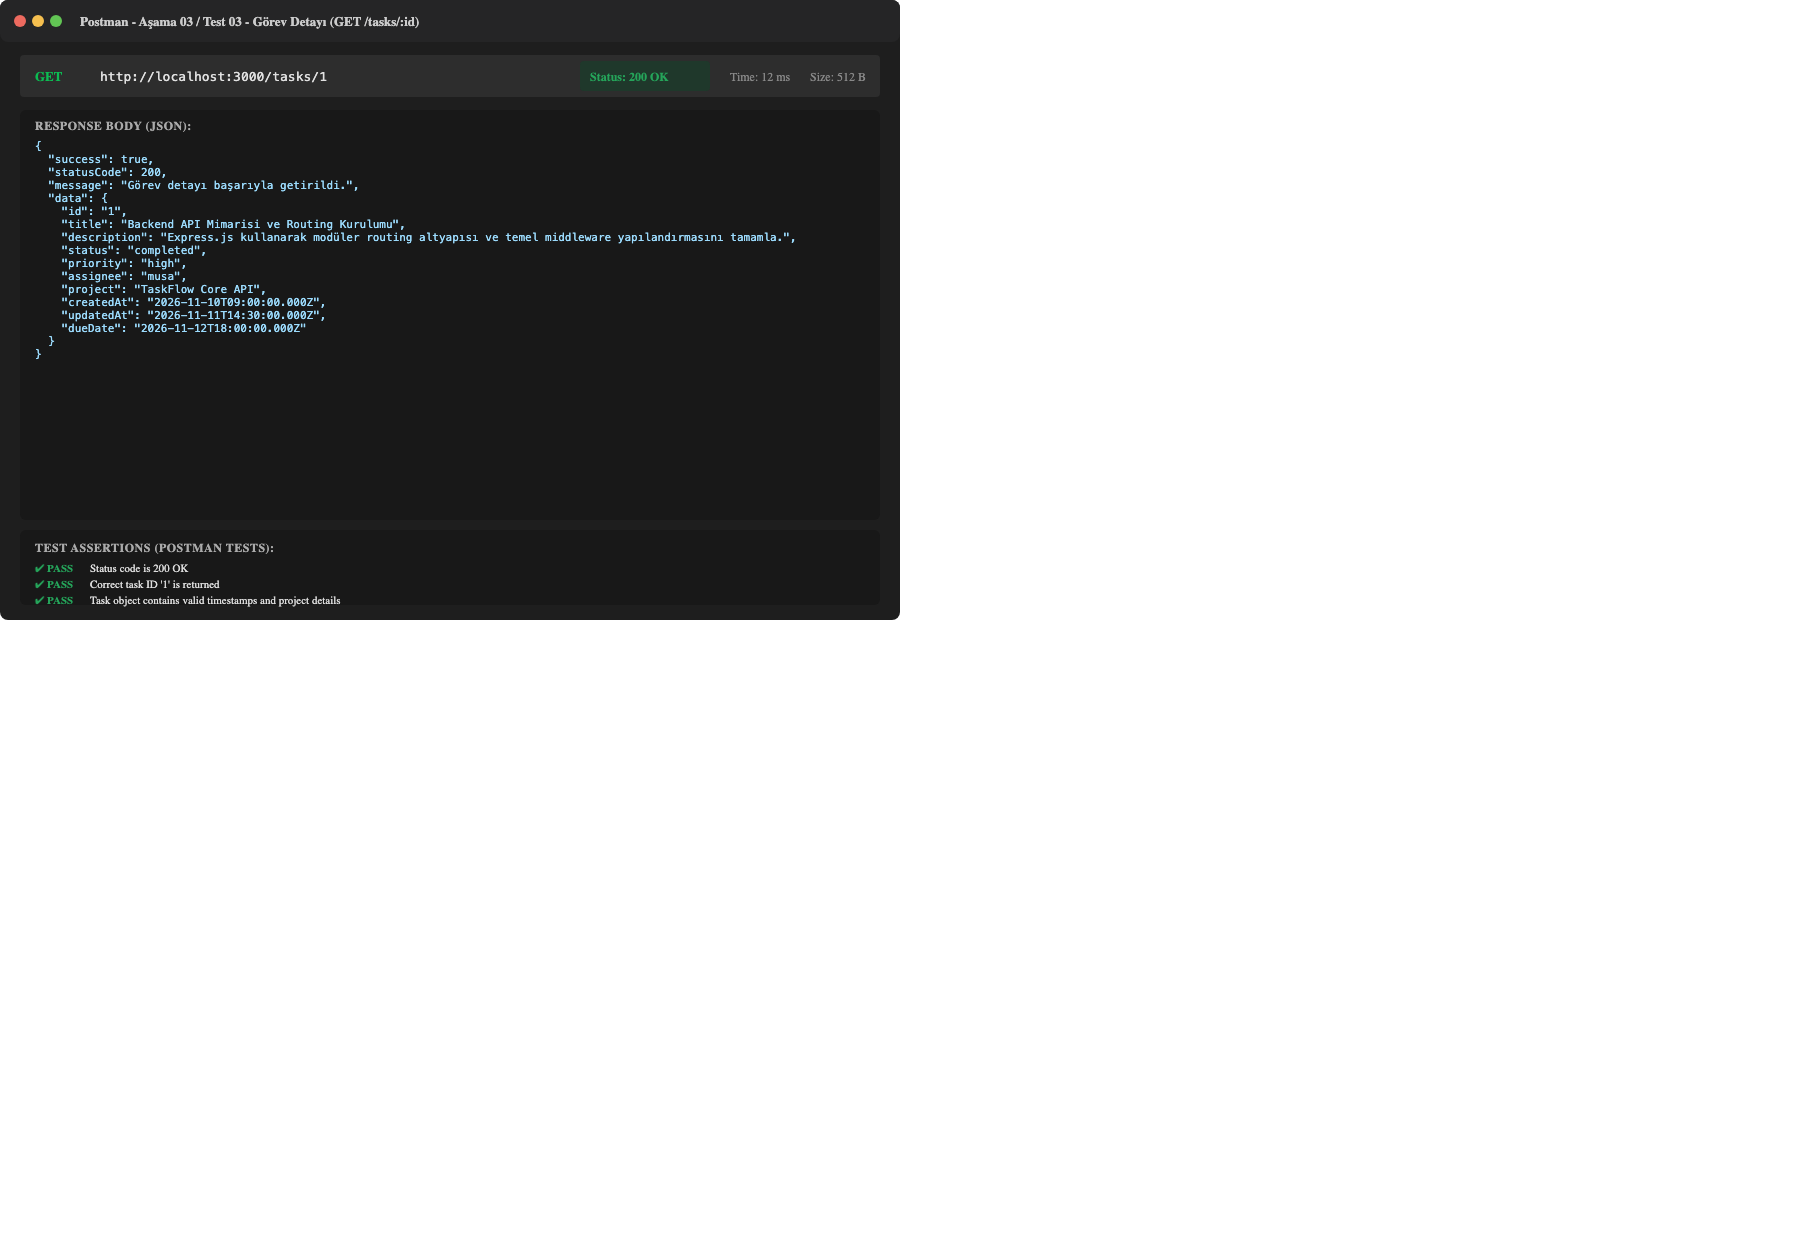 Postman - Aşama 03 / Test 03 - Görev Detayı (GET /tasks/:id)
GET http://localhost:3000/tasks/1 Status: 200 OK Time: 12 ms Size: 512 B
RESPONSE BODY (JSON):
{
  "success": true,
  "statusCode": 200,
  "message": "Görev detayı başarıyla getirildi.",
  "data": {
    "id": "1",
    "title": "Backend API Mimarisi ve Routing Kurulumu",
    "description": "Express.js kullanarak modüler routing altyapısı ve temel middleware yapılandırmasını tamamla.",
    "status": "completed",
    "priority": "high",
    "assignee": "musa",
    "project": "TaskFlow Core API",
    "createdAt": "2026-11-10T09:00:00.000Z",
    "updatedAt": "2026-11-11T14:30:00.000Z",
    "dueDate": "2026-11-12T18:00:00.000Z"
  }
}
TEST ASSERTIONS (POSTMAN TESTS):
✔ PASS Status code is 200 OK
✔ PASS Correct task ID '1' is returned
✔ PASS Task object contains valid timestamps and project details